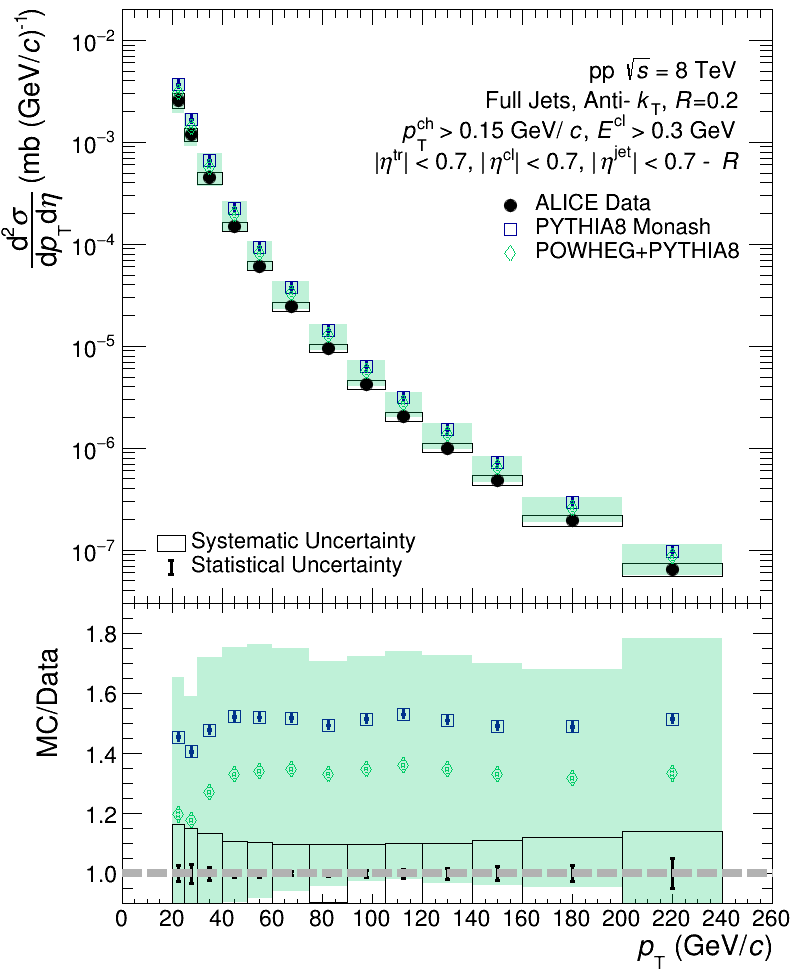 pp √s = 8 TeV
Full Jets, Anti- k_T, R=0.2
p_T^ch > 0.15 GeV/ c, E^cl > 0.3 GeV
|η^tr| < 0.7, |η^cl| < 0.7, |η^jet| < 0.7 - R
ALICE Data
PYTHIA8 Monash
POWHEG+PYTHIA8
d²σ/dp_Tdη (mb (GeV/c)⁻¹)
10⁻²
10⁻³
10⁻⁴
10⁻⁵
10⁻⁶
10⁻⁷
Systematic Uncertainty
Statistical Uncertainty
MC/Data
1.8
1.6
1.4
1.2
1.0
0 20 40 60 80 100 120 140 160 180 200 220 240 260
p_T (GeV/c)